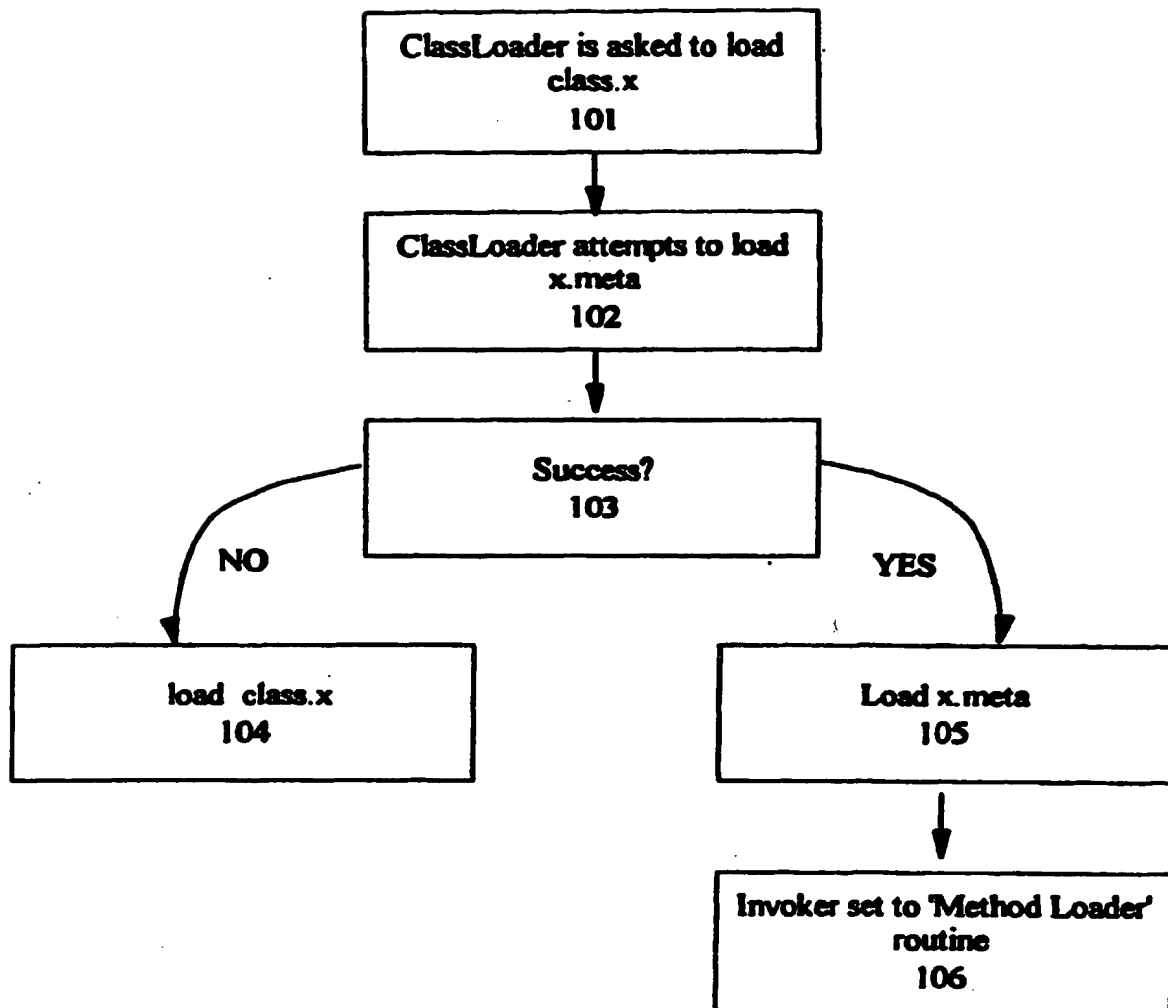 ClassLoader is asked to load
class.x
101
ClassLoader attempts to load
x.meta
102
Success?
103
NO
YES
load class.x
104
Load x.meta
105
Invoker set to 'Method Loader'
routine
106